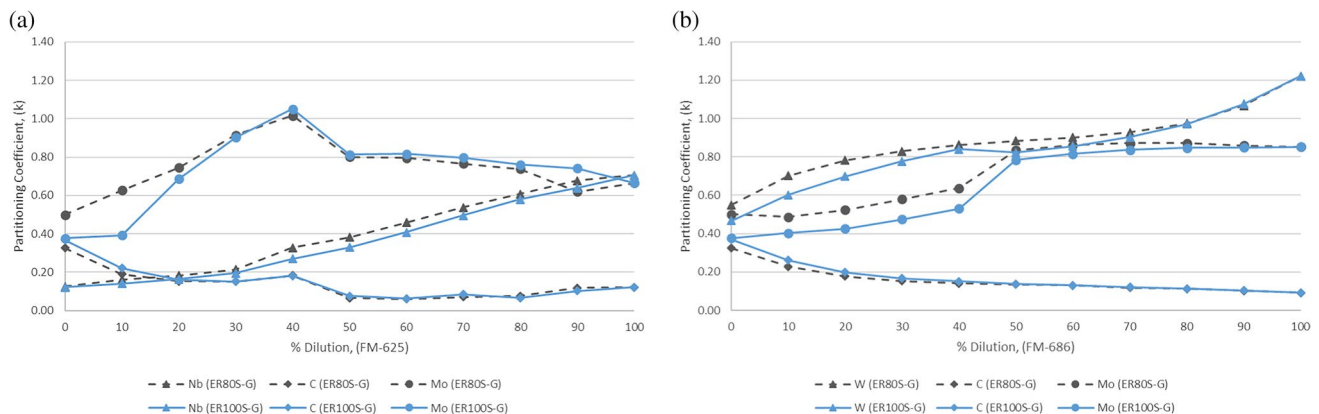 (a)
1.40
1.20
1.00
0.80
0.60
0.40
0.20
0.00
Partitioning Coefficient, (k)
0 10 20 30 40 50 60 70 80 90 100
% Dilution, (FM-625)
Nb (ER80S-G) C (ER80S-G) Mo (ER80S-G)
Nb (ER100S-G) C (ER100S-G) Mo (ER100S-G)
(b)
1.40
1.20
1.00
0.80
0.60
0.40
0.20
0.00
Partitioning Coefficient, (k)
0 10 20 30 40 50 60 70 80 90 100
% Dilution, (FM-686)
W (ER80S-G) C (ER80S-G) Mo (ER80S-G)
W (ER100S-G) C (ER100S-G) Mo (ER100S-G)